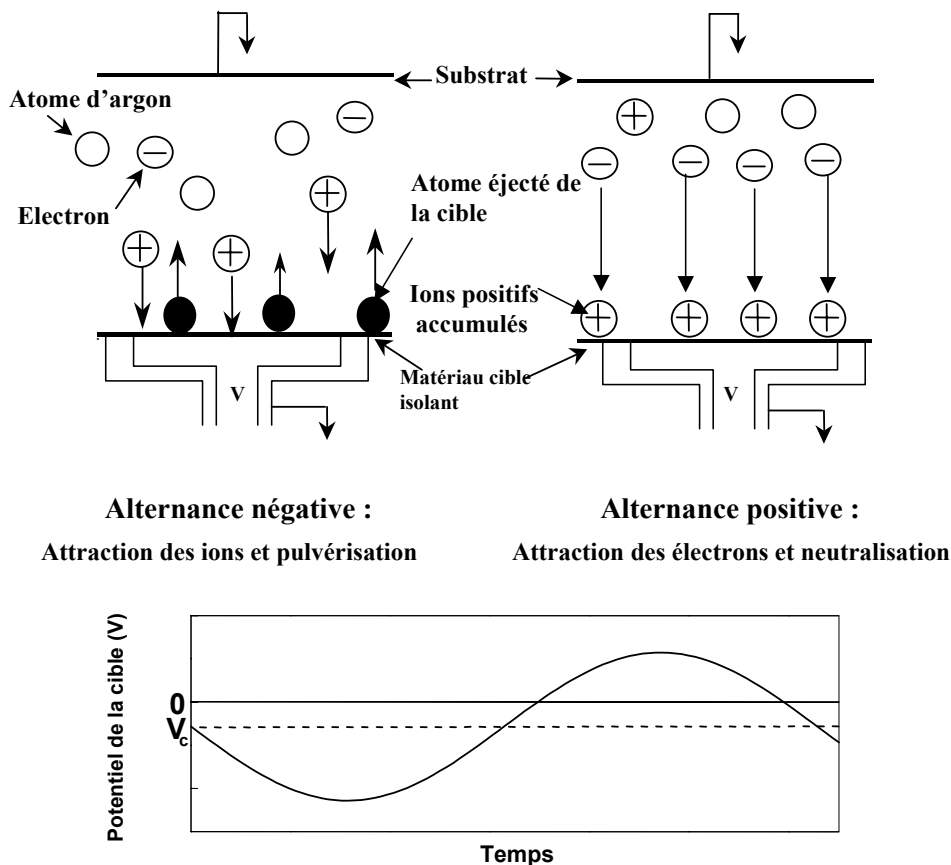 Substrat
Atome d'argon
Electron
Atome éjecté de
la cible
Ions positifs
accumulés
Matériau cible
isolant
V
V
Alternance négative :
Attraction des ions et pulvérisation
Alternance positive :
Attraction des électrons et neutralisation
Potentiel de la cible (V)
0
Vc
Temps